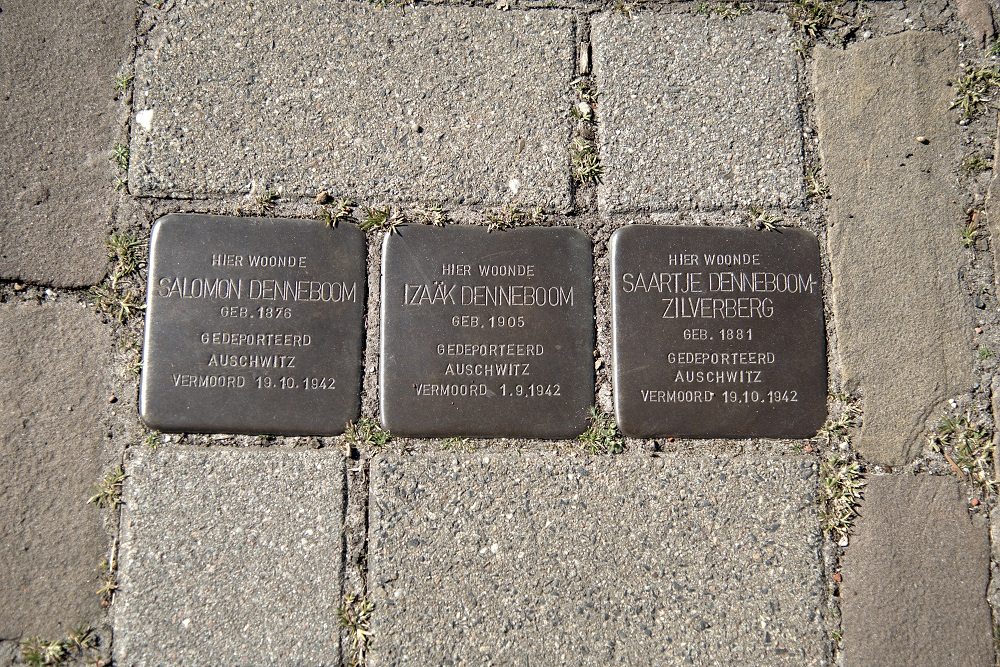 HIER WOONDE
SALOMON DENNEBOOM
GEB. 1876
GEDEPORTEERD
AUSCHWITZ
VERMOORD 19.10.1942
HIER WOONDE
IZAÄK DENNEBOOM
GEB. 1905
GEDEPORTEERD
AUSCHWITZ
VERMOORD 1.9.1942
HIER WOONDE
SAARTJE DENNEBOOM-
ZILVERBERG
GEB. 1881
GEDEPORTEERD
AUSCHWITZ
VERMOORD 19.10.1942